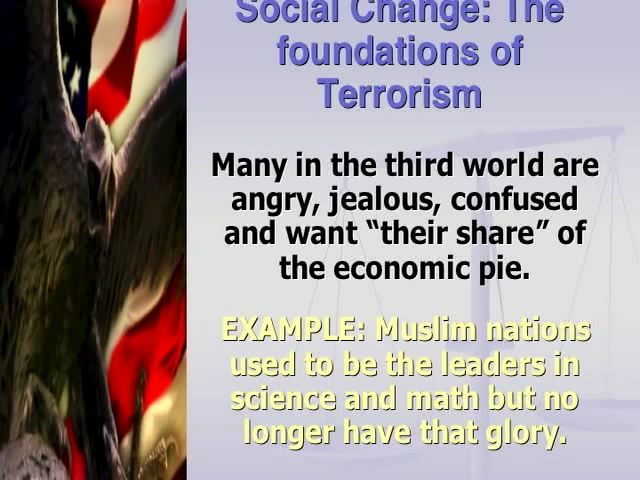 Social Change: The
foundations of
Terrorism
Many in the third world are
angry, jealous, confused
and want “their share” of
the economic pie.
EXAMPLE: Muslim nations
used to be the leaders in
science and math but no
longer have that glory.